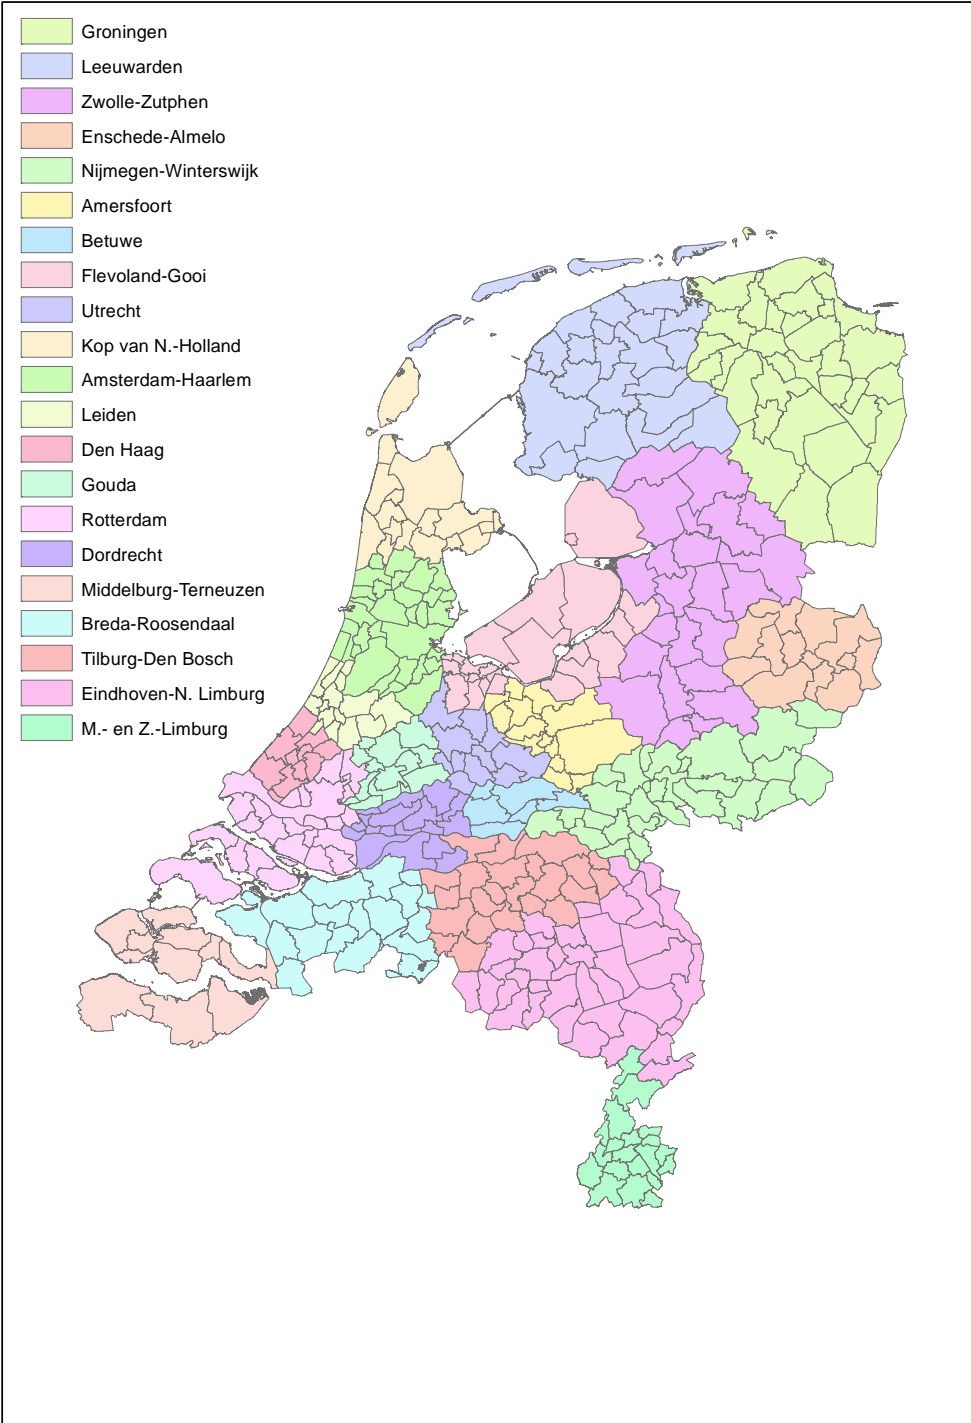 Groningen
Leeuwarden
Zwolle-Zutphen
Enschede-Almelo
Nijmegen-Winterswijk
Amersfoort
Betuwe
Flevoland-Gooi
Utrecht
Kop van N.-Holland
Amsterdam-Haarlem
Leiden
Den Haag
Gouda
Rotterdam
Dordrecht
Middelburg-Terneuzen
Breda-Roosendaal
Tilburg-Den Bosch
Eindhoven-N. Limburg
M.- en Z.-Limburg